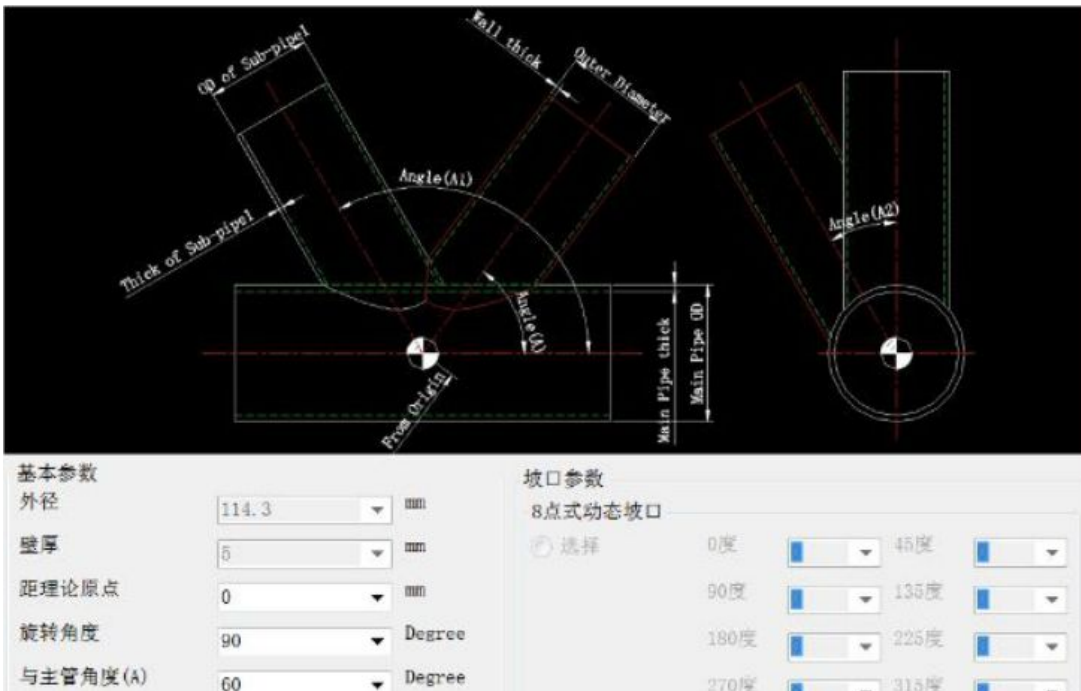 OD of Sub-pipe1
Wall thick
Outer Diameter
Angle(A1)
Angle(A2)
Thick of Sub-pipe1
Angle(A)
From Origin
Main Pipe thick
Main Pipe OD
基本参数
外径 114.3 mm
壁厚 5 mm
距理论原点 0 mm
旋转角度 90 Degree
与主管角度(A) 60 Degree
坡口参数
8点式动态坡口
选择 0度 45度
90度 135度
180度 225度
270度 315度